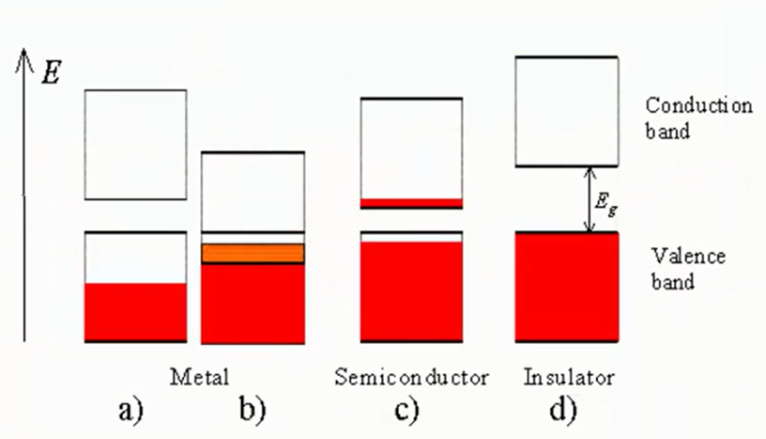 E
Conduction
band
E_g
Valence
band
Metal
Semiconductor
Insulator
a)
b)
c)
d)